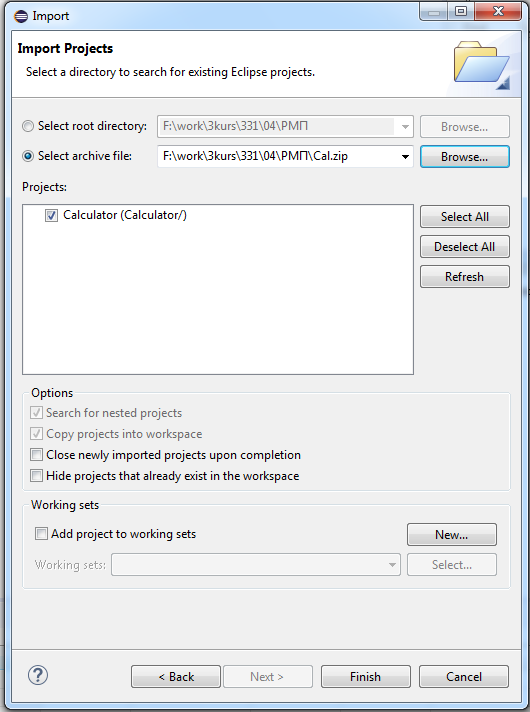 Import
Import Projects
Select a directory to search for existing Eclipse projects.
Select root directory: F:\work\3kurs\331\04\РМП Browse...
Select archive file: F:\work\3kurs\331\04\РМП\Cal.zip Browse...
Projects:
Calculator (Calculator/)
Select All
Deselect All
Refresh
Options
Search for nested projects
Copy projects into workspace
Close newly imported projects upon completion
Hide projects that already exist in the workspace
Working sets
Add project to working sets New...
Working sets: Select...
? < Back Next > Finish Cancel